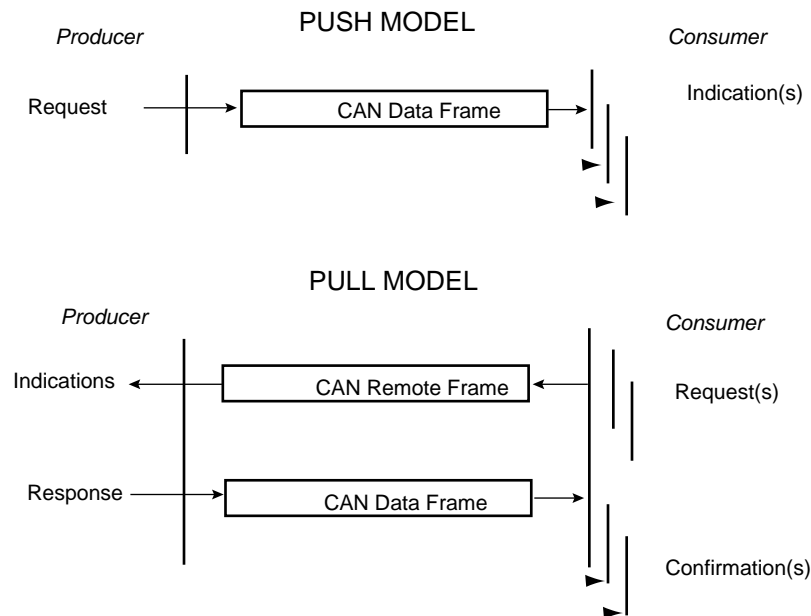 PUSH MODEL
Producer
Consumer
Request
CAN Data Frame
Indication(s)
PULL MODEL
Producer
Consumer
Indications
CAN Remote Frame
Request(s)
Response
CAN Data Frame
Confirmation(s)